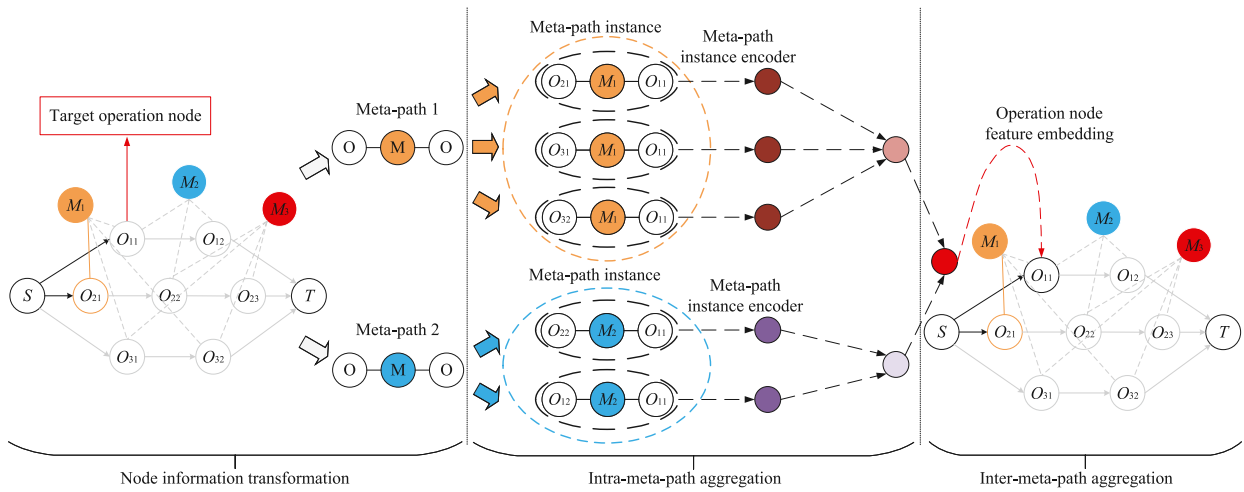 Target operation node
M₁
M₂
M₃
O₁₁
O₁₂
S
O₂₁
O₂₂
O₂₃
T
O₃₁
O₃₂
Meta-path 1
O M O
Meta-path 2
O M O
Node information transformation
Meta-path instance
O₂₁ M₁ O₁₁
O₃₁ M₁ O₁₁
O₃₂ M₁ O₁₁
Meta-path
instance encoder
Meta-path instance
O₂₂ M₂ O₁₁
O₁₂ M₂ O₁₁
Meta-path
instance encoder
Intra-meta-path aggregation
Operation node
feature embedding
M₁
M₂
M₃
O₁₁
O₁₂
S
O₂₁
O₂₂
O₂₃
T
O₃₁
O₃₂
Inter-meta-path aggregation